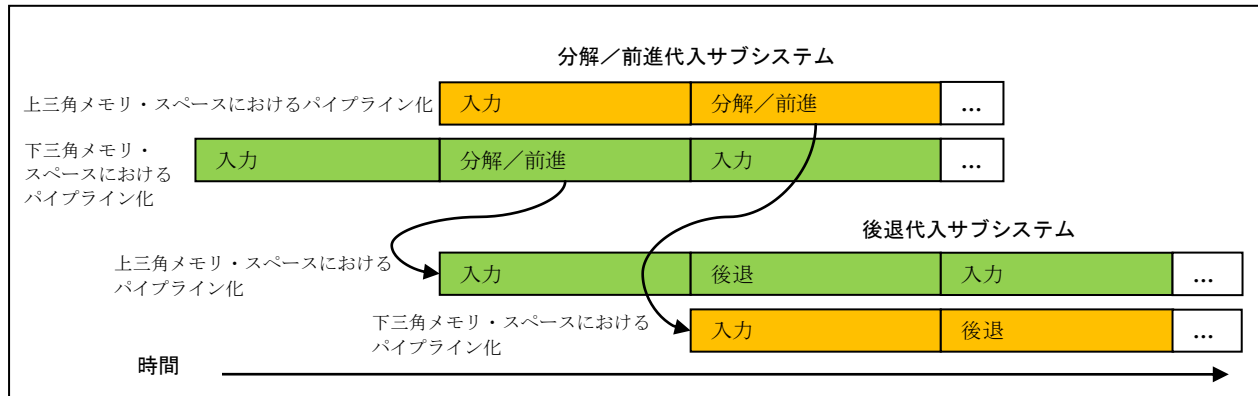 分解／前進代入サブシステム
上三角メモリ・スペースにおけるパイプライン化
入力
分解／前進
...
下三角メモリ・
スペースにおける
パイプライン化
入力
分解／前進
入力
...
後退代入サブシステム
上三角メモリ・スペースにおける
パイプライン化
入力
後退
入力
...
下三角メモリ・スペースにおける
パイプライン化
入力
後退
...
時間